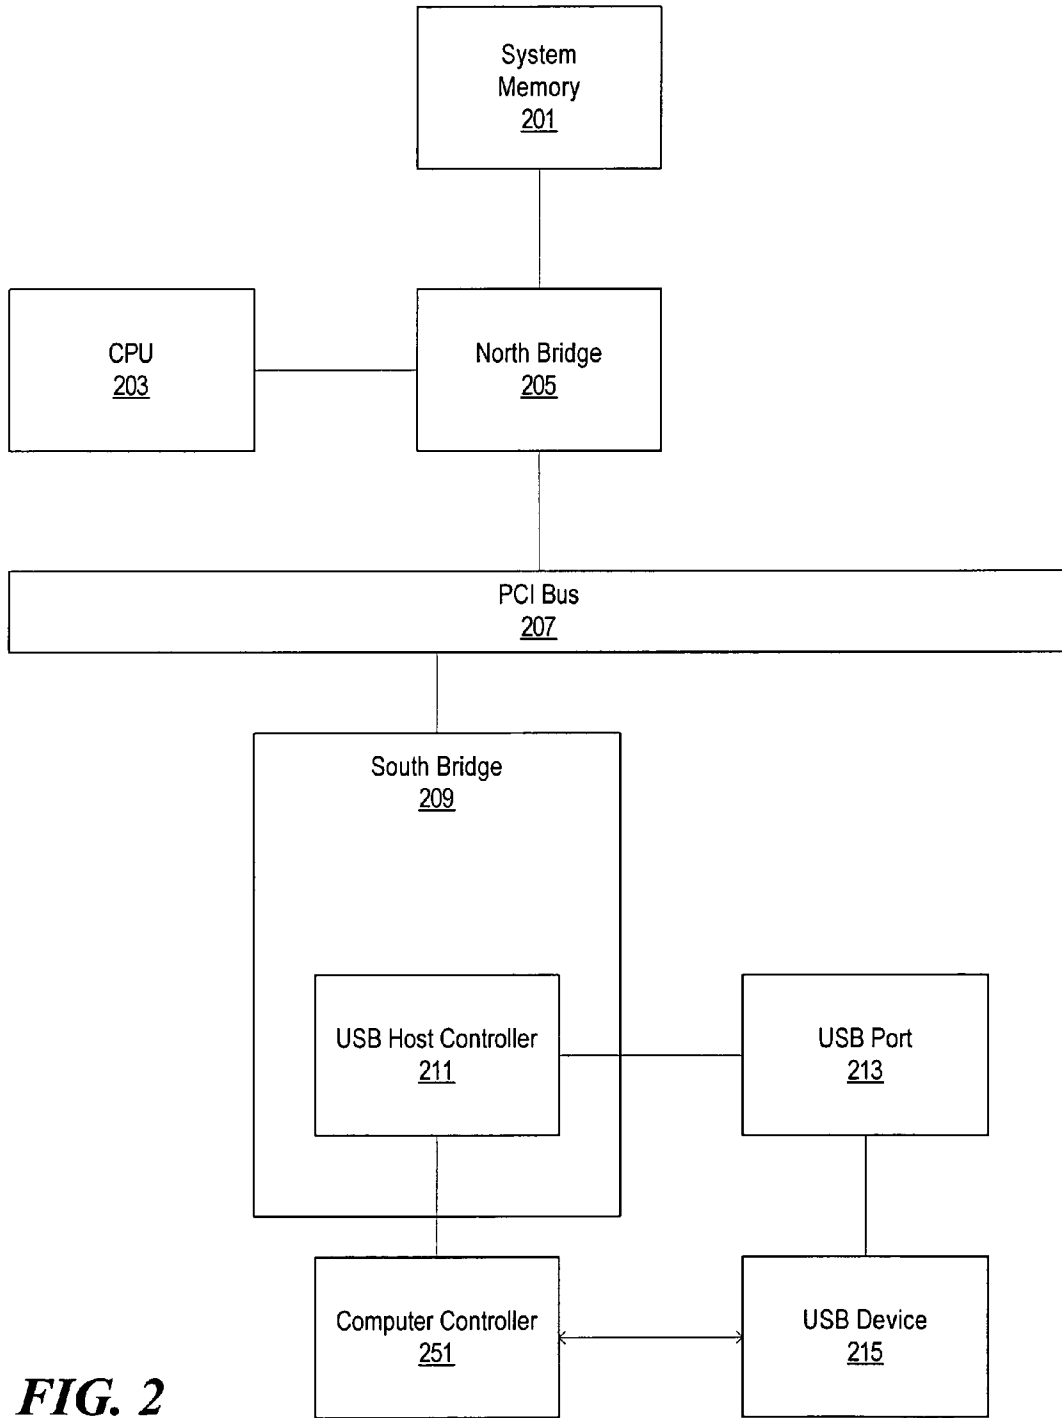 System
Memory
201
CPU
203
North Bridge
205
PCI Bus
207
South Bridge
209
USB Host Controller
211
USB Port
213
Computer Controller
251
USB Device
215
FIG. 2